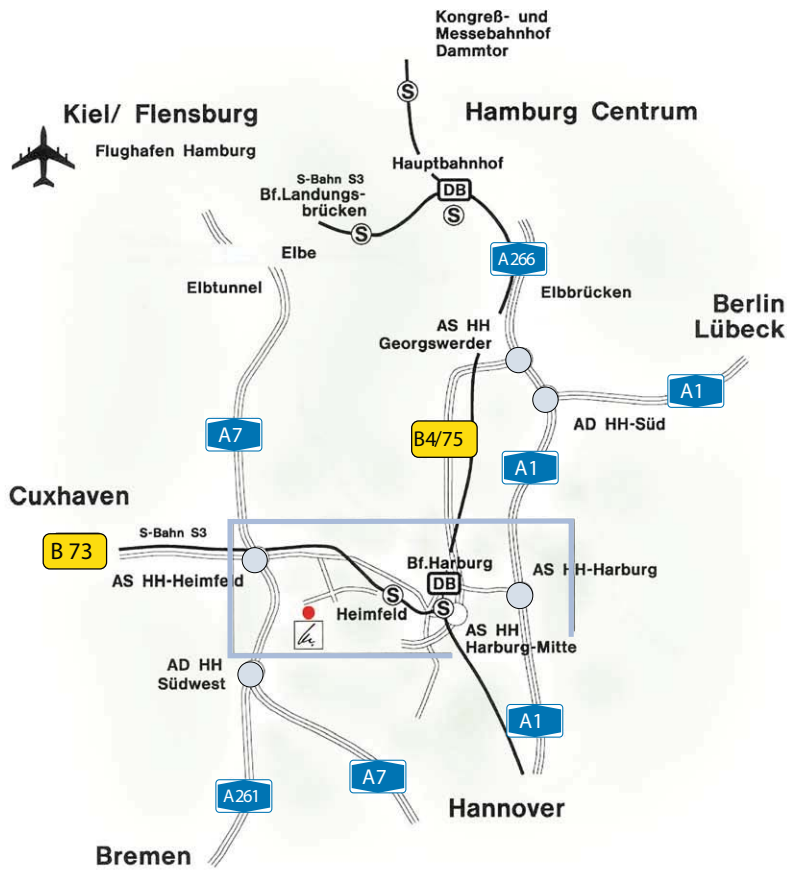 Kongreß- und
Messebahnhof
Dammtor
S
Kiel/ Flensburg
Hamburg Centrum
Flughafen Hamburg
Hauptbahnhof
S-Bahn S3
Bf.Landungs-
brücken
DB
S
S
Elbe
A266
Elbtunnel
Elbbrücken
Berlin
Lübeck
AS HH
Georgswerder
A1
A7
B4/75
AD HH-Süd
A1
Cuxhaven
S-Bahn S3
B 73
AS HH-Heimfeld
Bf.Harburg
DB
AS HH-Harburg
S
S
Heimfeld
AS HH
Harburg-Mitte
AD HH
Südwest
A1
A7
A261
Hannover
Bremen